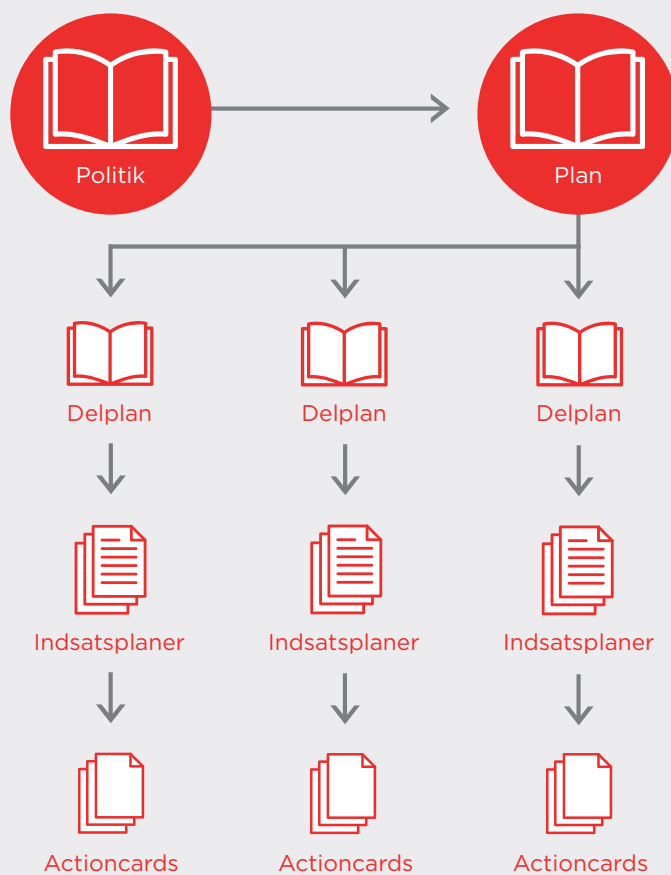 Politik
Plan
Delplan
Delplan
Delplan
Indsatsplaner
Indsatsplaner
Indsatsplaner
Actioncards
Actioncards
Actioncards